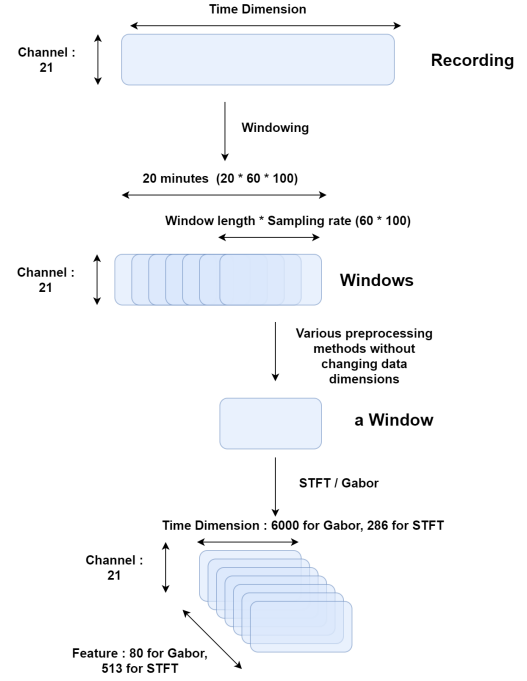 Time Dimension
Channel :
21
Recording
Windowing
20 minutes (20 * 60 * 100)
Window length * Sampling rate (60 * 100)
Channel :
21
Windows
Various preprocessing
methods without
changing data
dimensions
a Window
STFT / Gabor
Time Dimension : 6000 for Gabor, 286 for STFT
Channel :
21
Feature : 80 for Gabor,
513 for STFT